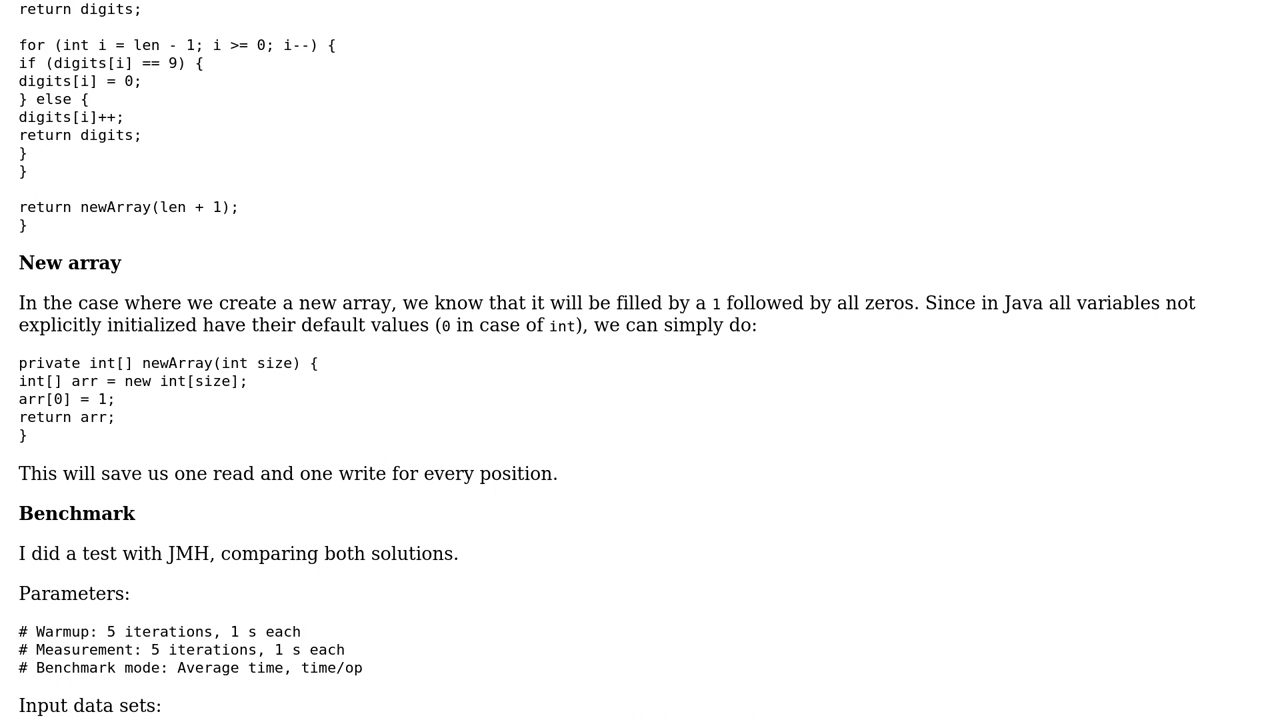 return digits;
for (int i = len - 1; i >= 0; i--) {
if (digits[i] == 9) {
digits[i] = 0;
} else {
digits[i]++;
return digits;
}
}
return newArray(len + 1);
}
New array
In the case where we create a new array, we know that it will be filled by a 1 followed by all zeros. Since in Java all variables not
explicitly initialized have their default values (0 in case of int), we can simply do:
private int[] newArray(int size) {
int[] arr = new int[size];
arr[0] = 1;
return arr;
}
This will save us one read and one write for every position.
Benchmark
I did a test with JMH, comparing both solutions.
Parameters:
# Warmup: 5 iterations, 1 s each
# Measurement: 5 iterations, 1 s each
# Benchmark mode: Average time, time/op
Input data sets: